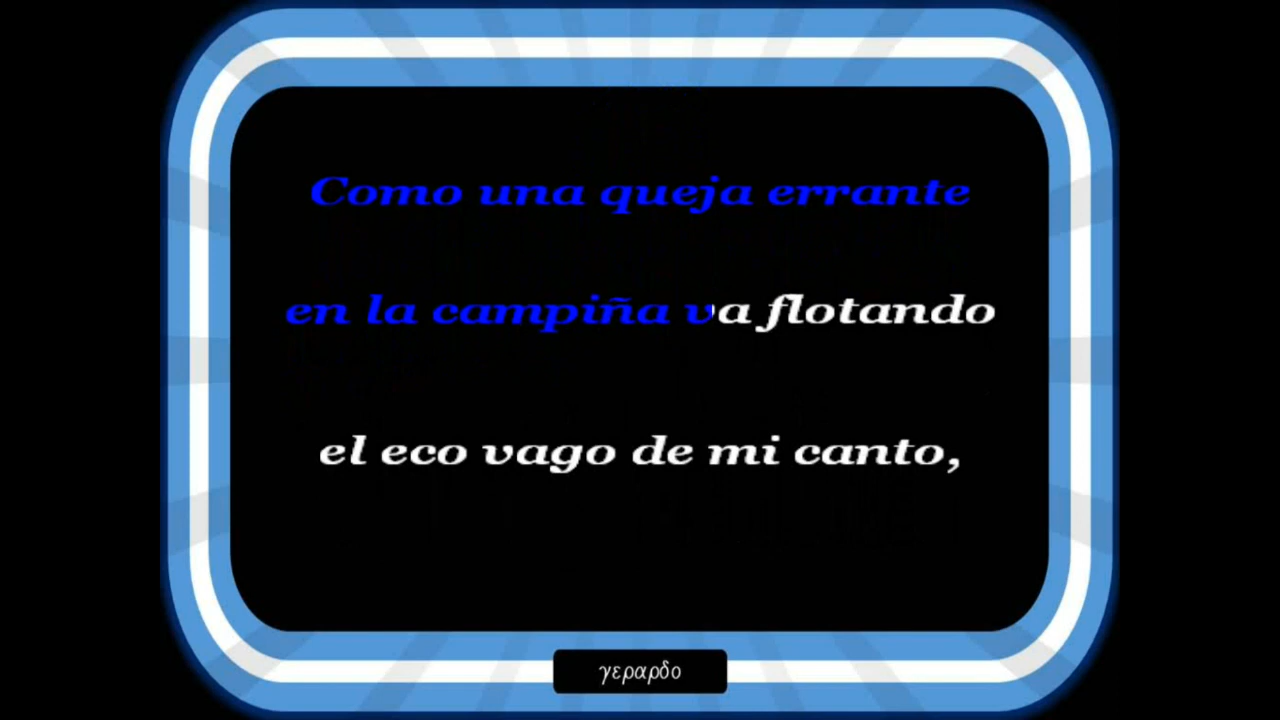 Como una queja errante
en la campiña va flotando
el eco vago de mi canto,
γεραρδο